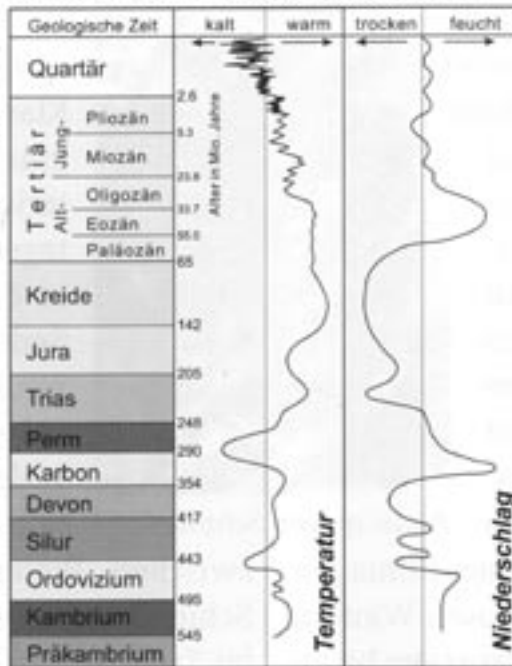 Geologische Zeit kalt warm trocken feucht
Quartär
2.6
Pliozän
5.3
Miozän
23.8
Oligozän
33.7
Eozän
55.6
Paläozän
65
Tertiär
Jung-
Alt-
Alter in Mio. Jahre
Kreide
142
Jura
205
Trias
248
Perm
290
Karbon
354
Devon
417
Silur
443
Ordovizium
495
Kambrium
545
Präkambrium
Temperatur
Niederschlag